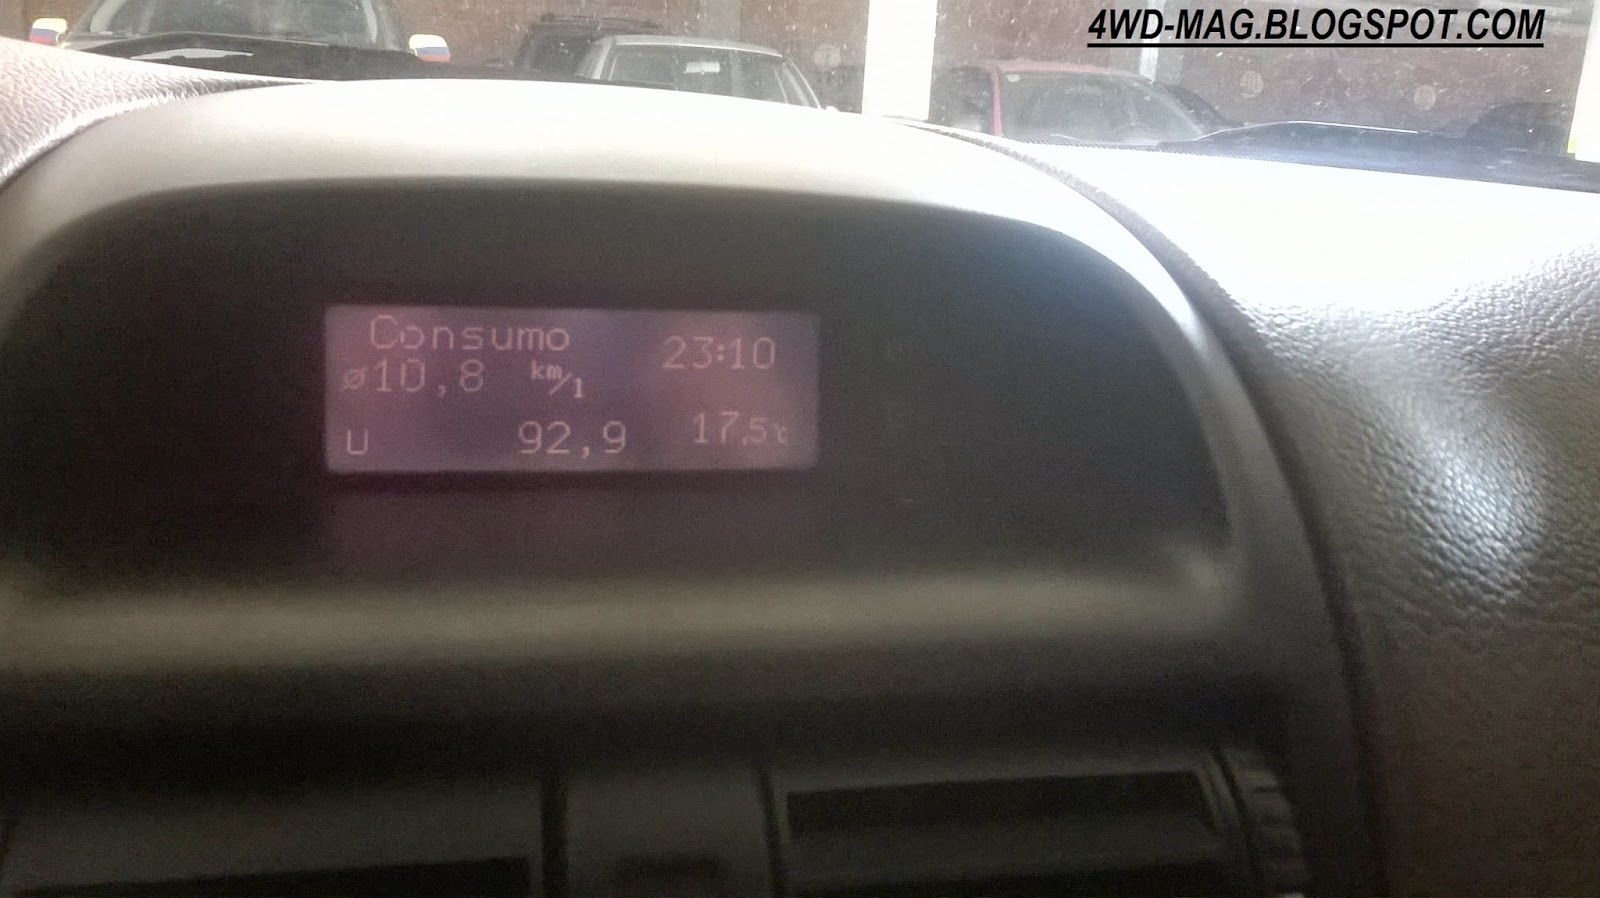 4WD-MAG.BLOGSPOT.COM
Consumo 23:10
ø10,8 km/l
U 92,9 17,5℃